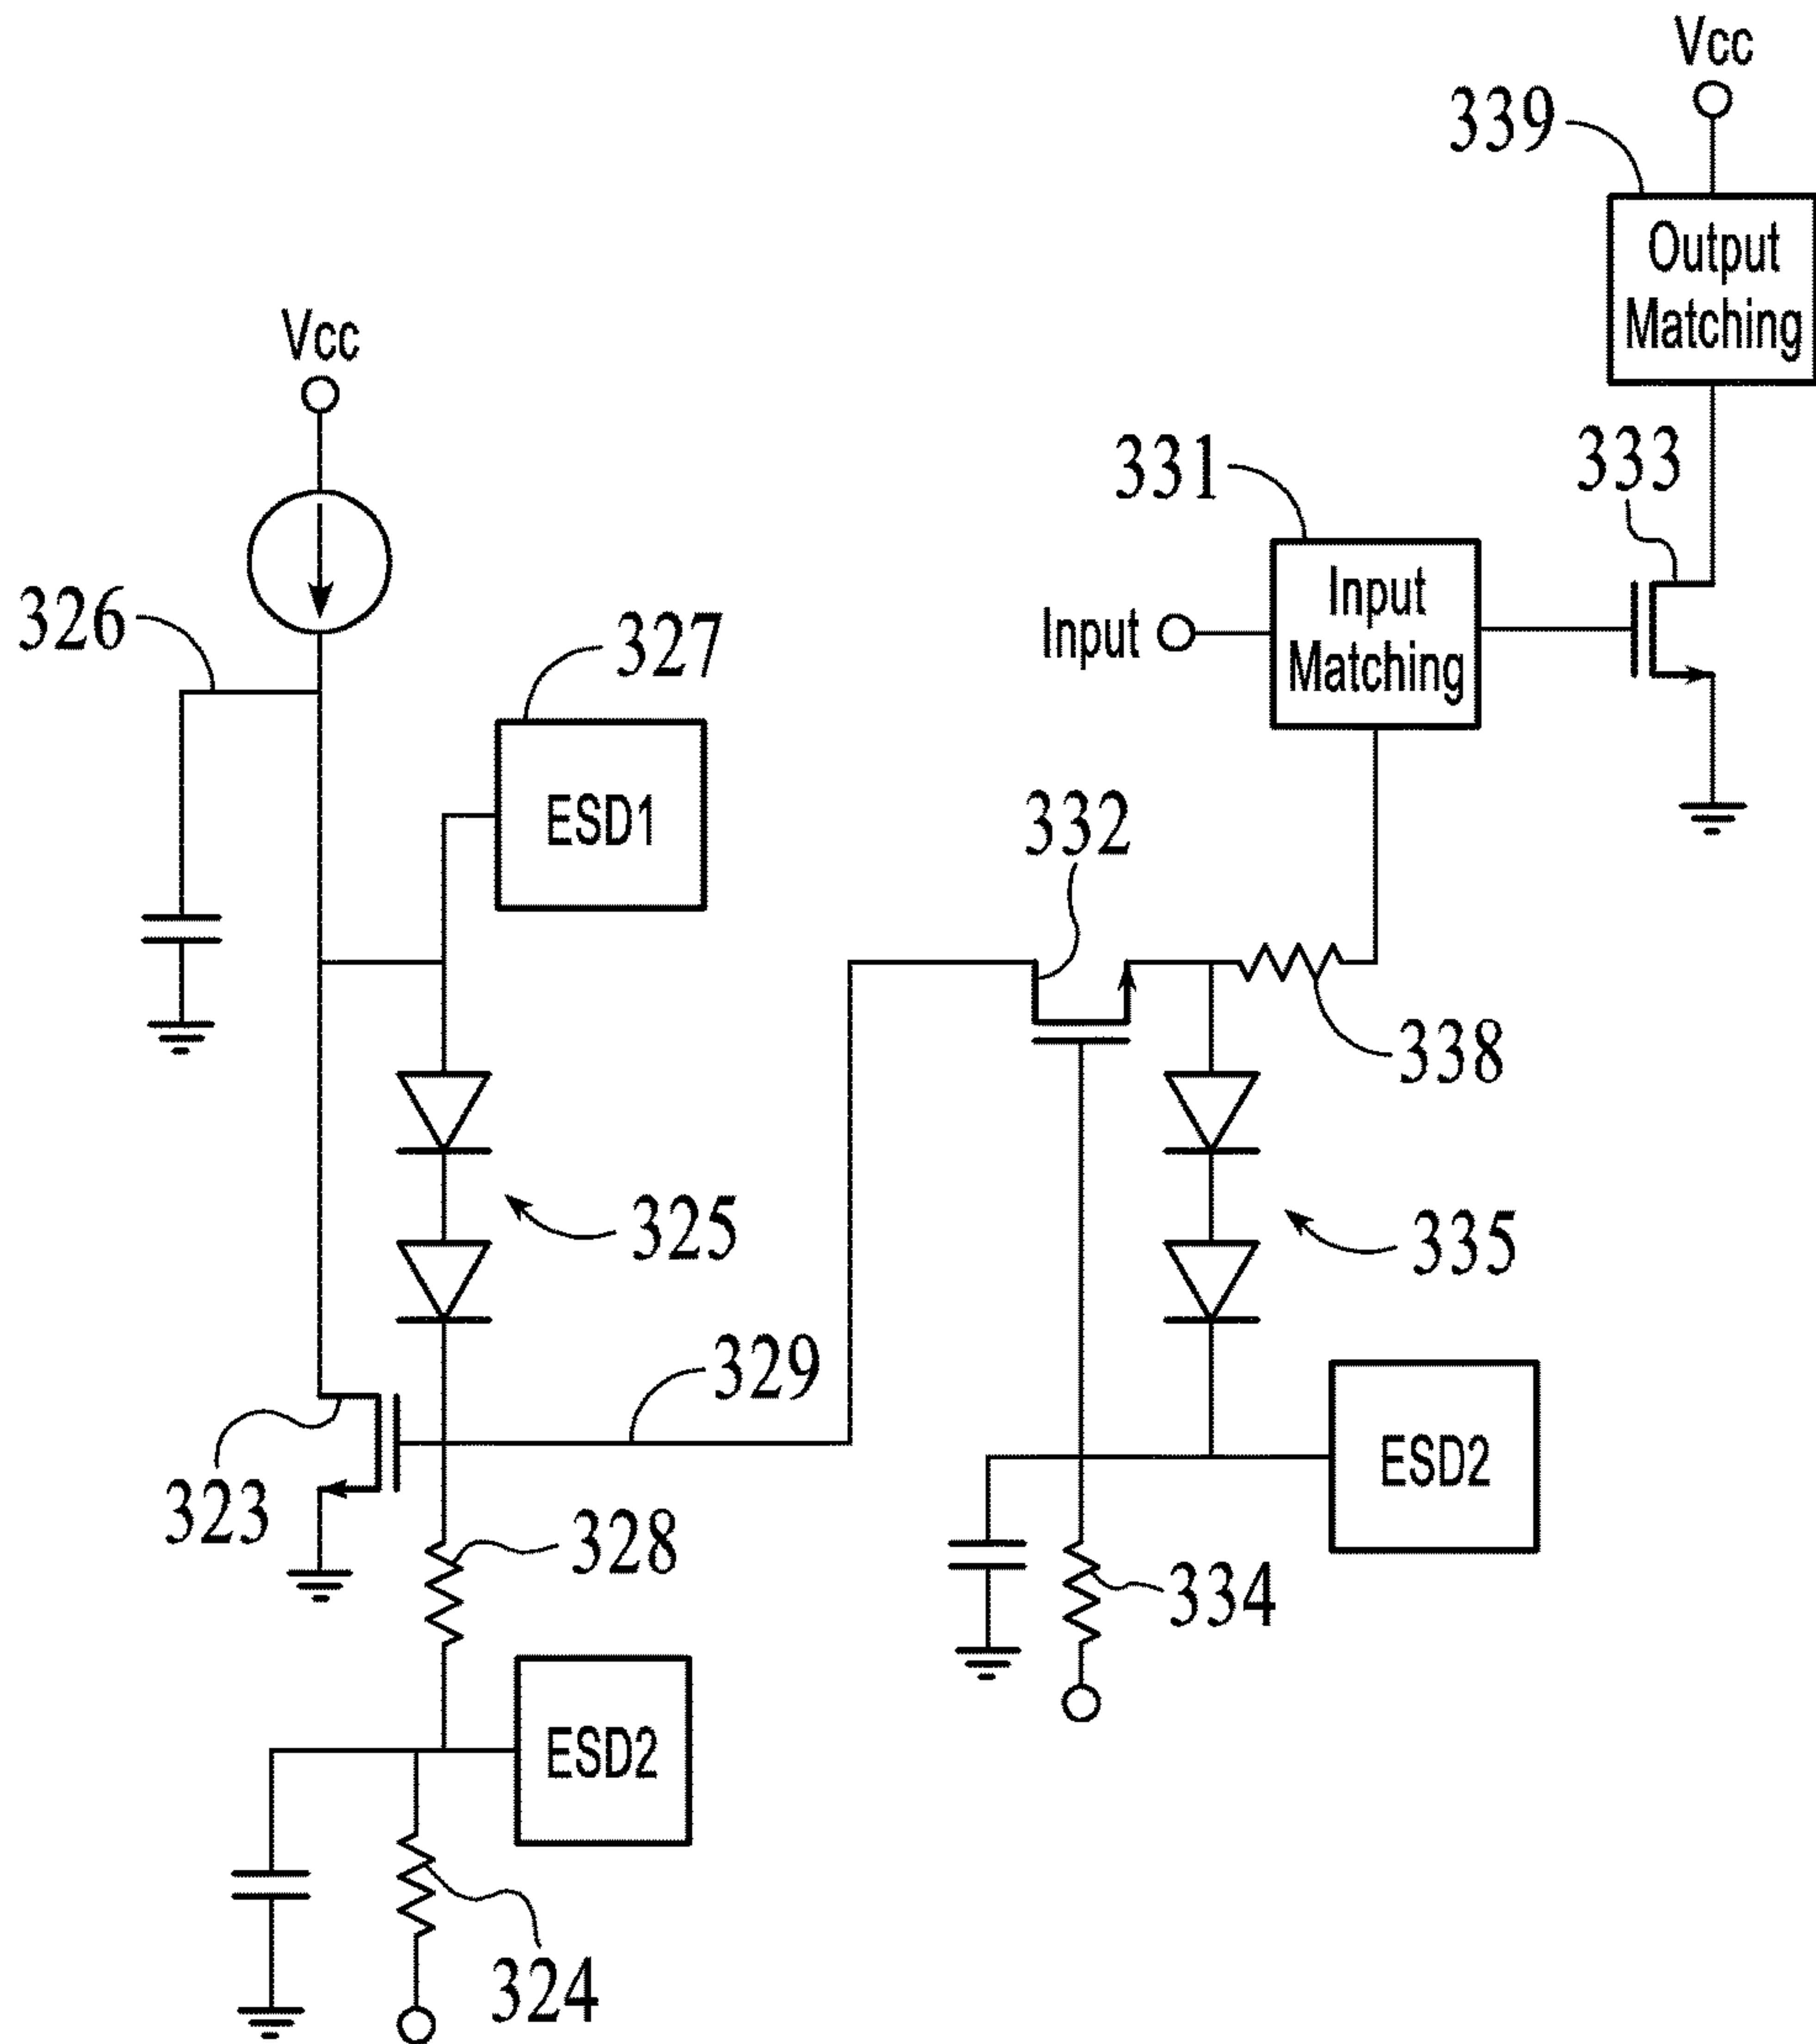 Vcc
339
Output
Matching
Vcc
333
331
Input
Matching
Input
326
327
ESD1
332
338
325
335
329
323
ESD2
328
334
ESD2
324